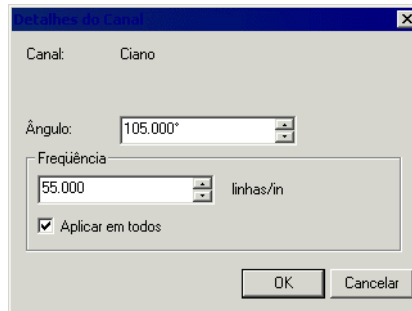 Detalhes do Canal
Canal: Ciano
Ângulo: 105.000°
Freqüência
55.000 linhas/in
Aplicar em todos
OK Cancelar